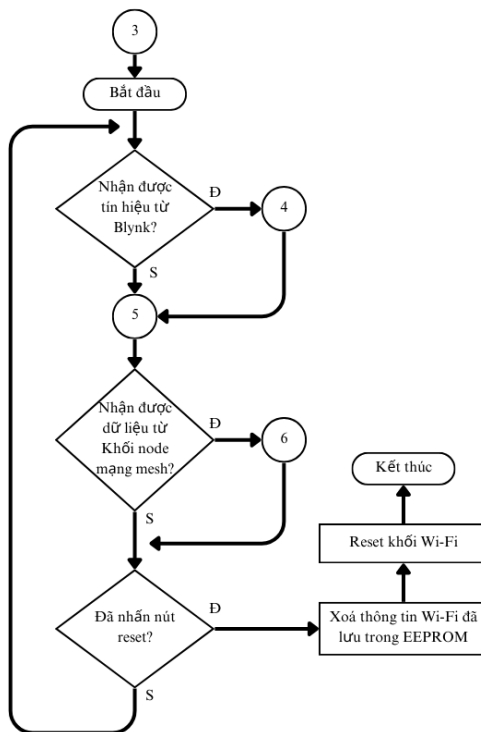 3
Bắt đầu
Nhận được
tín hiệu từ
Blynk?
Đ
4
S
5
Nhận được
dữ liệu từ
Khối node
mạng mesh?
Đ
6
S
Kết thúc
Reset khối Wi-Fi
Đã nhấn nút
reset?
Đ
Xoá thông tin Wi-Fi đã
lưu trong EEPROM
S